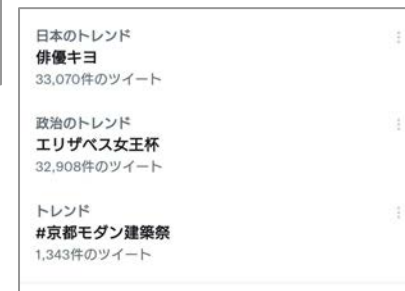 日本のトレンド
俳優キヨ
33,070件のツイート
政治のトレンド
エリザベス女王杯
32,908件のツイート
トレンド
#京都モダン建築祭
1,343件のツイート